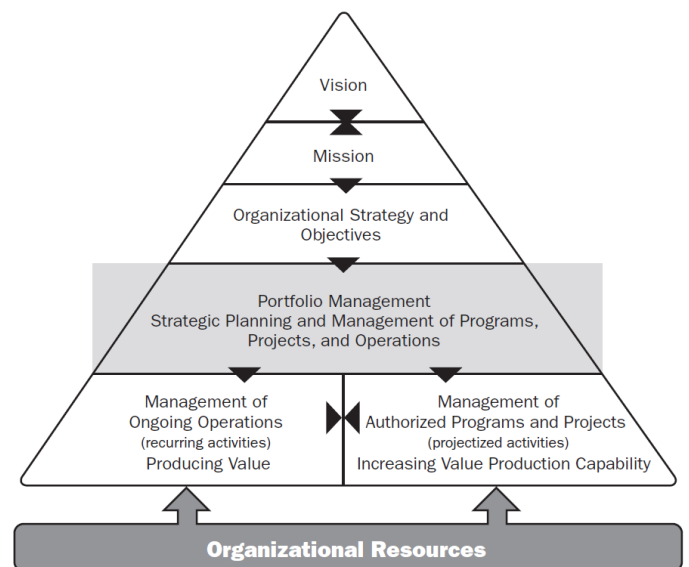 Vision
Mission
Organizational Strategy and
Objectives
Portfolio Management
Strategic Planning and Management of Programs,
Projects, and Operations
Management of
Ongoing Operations
(recurring activities)
Producing Value
Management of
Authorized Programs and Projects
(projectized activities)
Increasing Value Production Capability
Organizational Resources